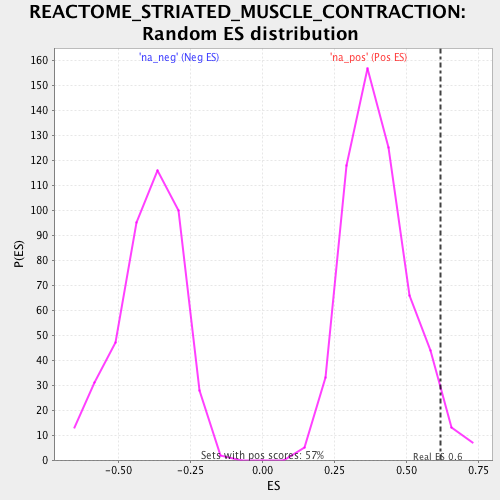 REACTOME_STRIATED_MUSCLE_CONTRACTION:
Random ES distribution
'na_neg' (Neg ES)
'na_pos' (Pos ES)
160
150
140
130
120
110
100
90
80
70
60
50
40
30
20
10
0
P(ES)
Sets with pos scores: 57%
Real ES 0.6
-0.50
-0.25
0.00
0.25
0.50
0.75
ES